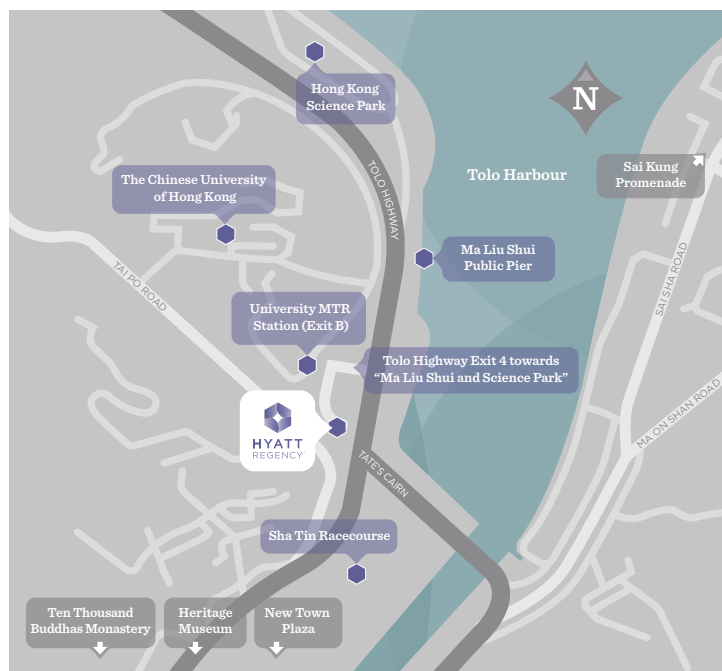 Hong Kong
Science Park
N
TOLO HIGHWAY
Tolo Harbour
Sai Kung
Promenade
The Chinese University
of Hong Kong
Ma Liu Shui
Public Pier
TAI PO ROAD
SAI SHA ROAD
University MTR
Station (Exit B)
Tolo Highway Exit 4 towards
“Ma Liu Shui and Science Park”
MA ON SHAN ROAD
HYATT
REGENCY
TATE'S CAIRN
Sha Tin Racecourse
Ten Thousand
Buddhas Monastery
Heritage
Museum
New Town
Plaza